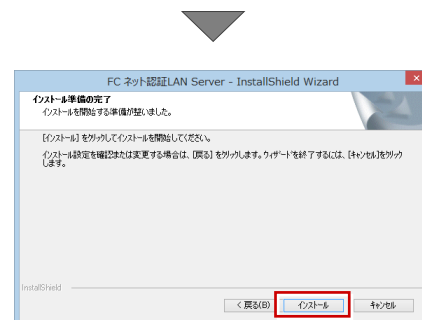 FC ネット認証LAN Server - InstallShield Wizard
インストール準備の完了
インストールを開始する準備が整いました。
[インストール] をクリックしてインストールを開始してください。
インストール設定を確認または変更する場合は、[戻る] をクリックします。ウィザードを終了するには、[キャンセル]をクリック
します。
InstallShield
< 戻る(B) インストール キャンセル